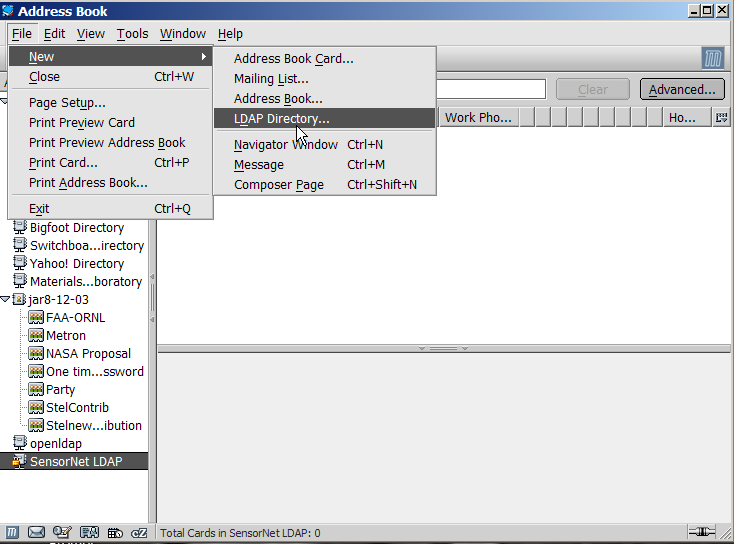 Address Book
File Edit View Tools Window Help
New
Close Ctrl+W
Page Setup...
Print Preview Card
Print Preview Address Book
Print Card... Ctrl+P
Print Address Book...
Exit Ctrl+Q
Address Book Card...
Mailing List...
Address Book...
LDAP Directory...
Navigator Window Ctrl+N
Message Ctrl+M
Composer Page Ctrl+Shift+N
Clear Advanced...
Work Pho... Ho...
Bigfoot Directory
Switchboa...irectory
Yahoo! Directory
Materials...boratory
jar8-12-03
FAA-ORNL
Metron
NASA Proposal
One tim...ssword
Party
StelContrib
Stelnew...ibution
openldap
SensorNet LDAP
Total Cards in SensorNet LDAP: 0